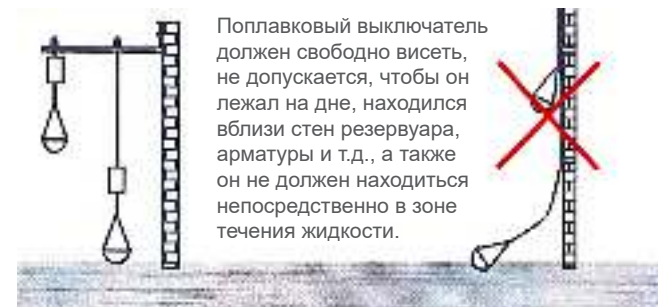 Поплавковый выключатель
должен свободно висеть,
не допускается, чтобы он
лежал на дне, находился
вблизи стен резервуара,
арматуры и т.д., а также
он не должен находиться
непосредственно в зоне
течения жидкости.